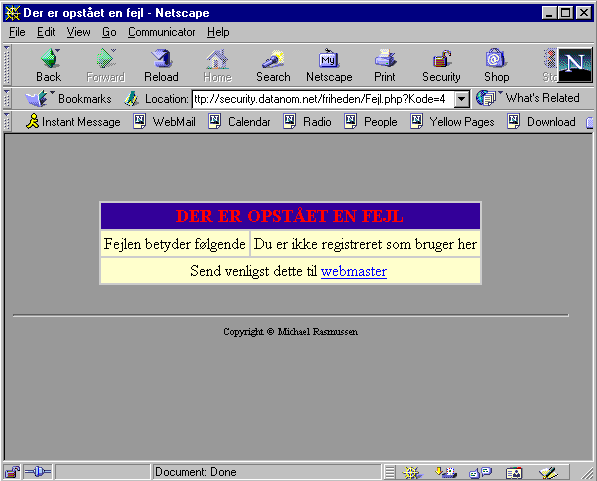 Der er opstået en fejl - Netscape
File Edit View Go Communicator Help
Back Forward Reload Home Search Netscape Print Security Shop
Bookmarks Location: ttp://security.datanom.net/friheden/Fejl.php?Kode=4 What's Related
Instant Message WebMail Calendar Radio People Yellow Pages Download
DER ER OPSTÅET EN FEJL
Fejlen betyder følgende Du er ikke registreret som bruger her
Send venligst dette til webmaster
Copyright © Michael Rasmussen
Document: Done